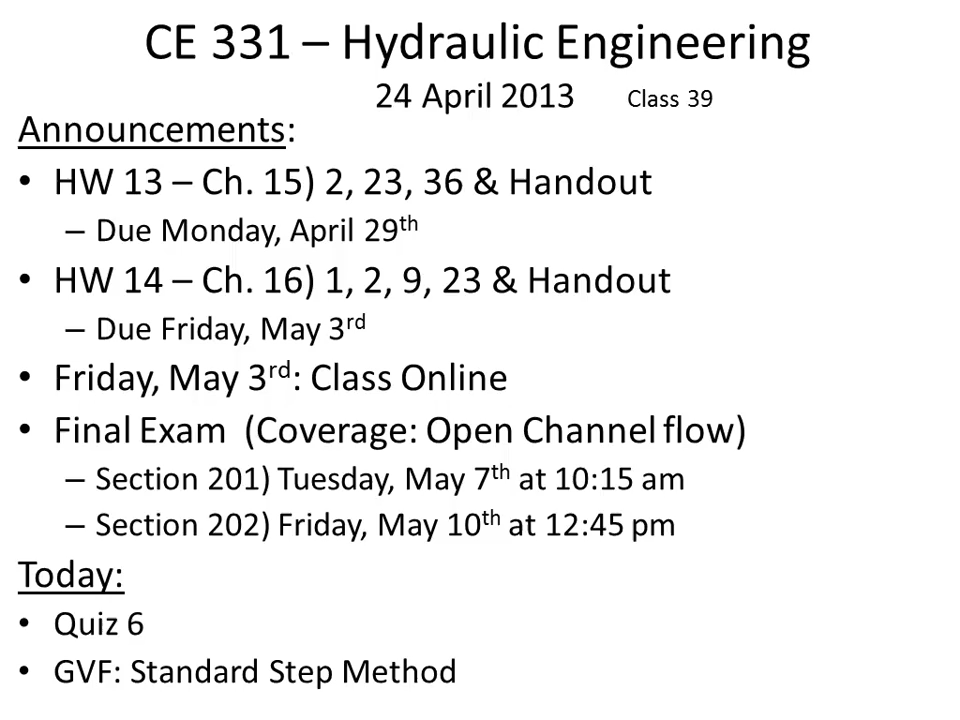 CE 331 – Hydraulic Engineering
24 April 2013 Class 39
Announcements:
• HW 13 – Ch. 15) 2, 23, 36 & Handout
– Due Monday, April 29th
• HW 14 – Ch. 16) 1, 2, 9, 23 & Handout
– Due Friday, May 3rd
• Friday, May 3rd: Class Online
• Final Exam (Coverage: Open Channel flow)
– Section 201) Tuesday, May 7th at 10:15 am
– Section 202) Friday, May 10th at 12:45 pm
Today:
• Quiz 6
• GVF: Standard Step Method